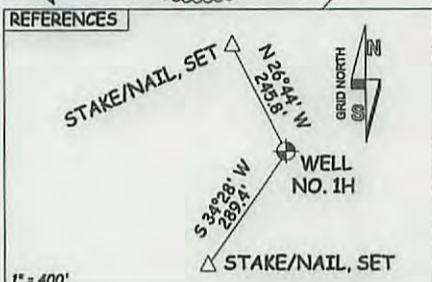 REFERENCES
STAKE/NAIL, SET
N 26°44' W
245.8'
GRID NORTH
N
S
WELL
NO. 1H
S 34°28' W
289.4'
STAKE/NAIL, SET
1" = 400'